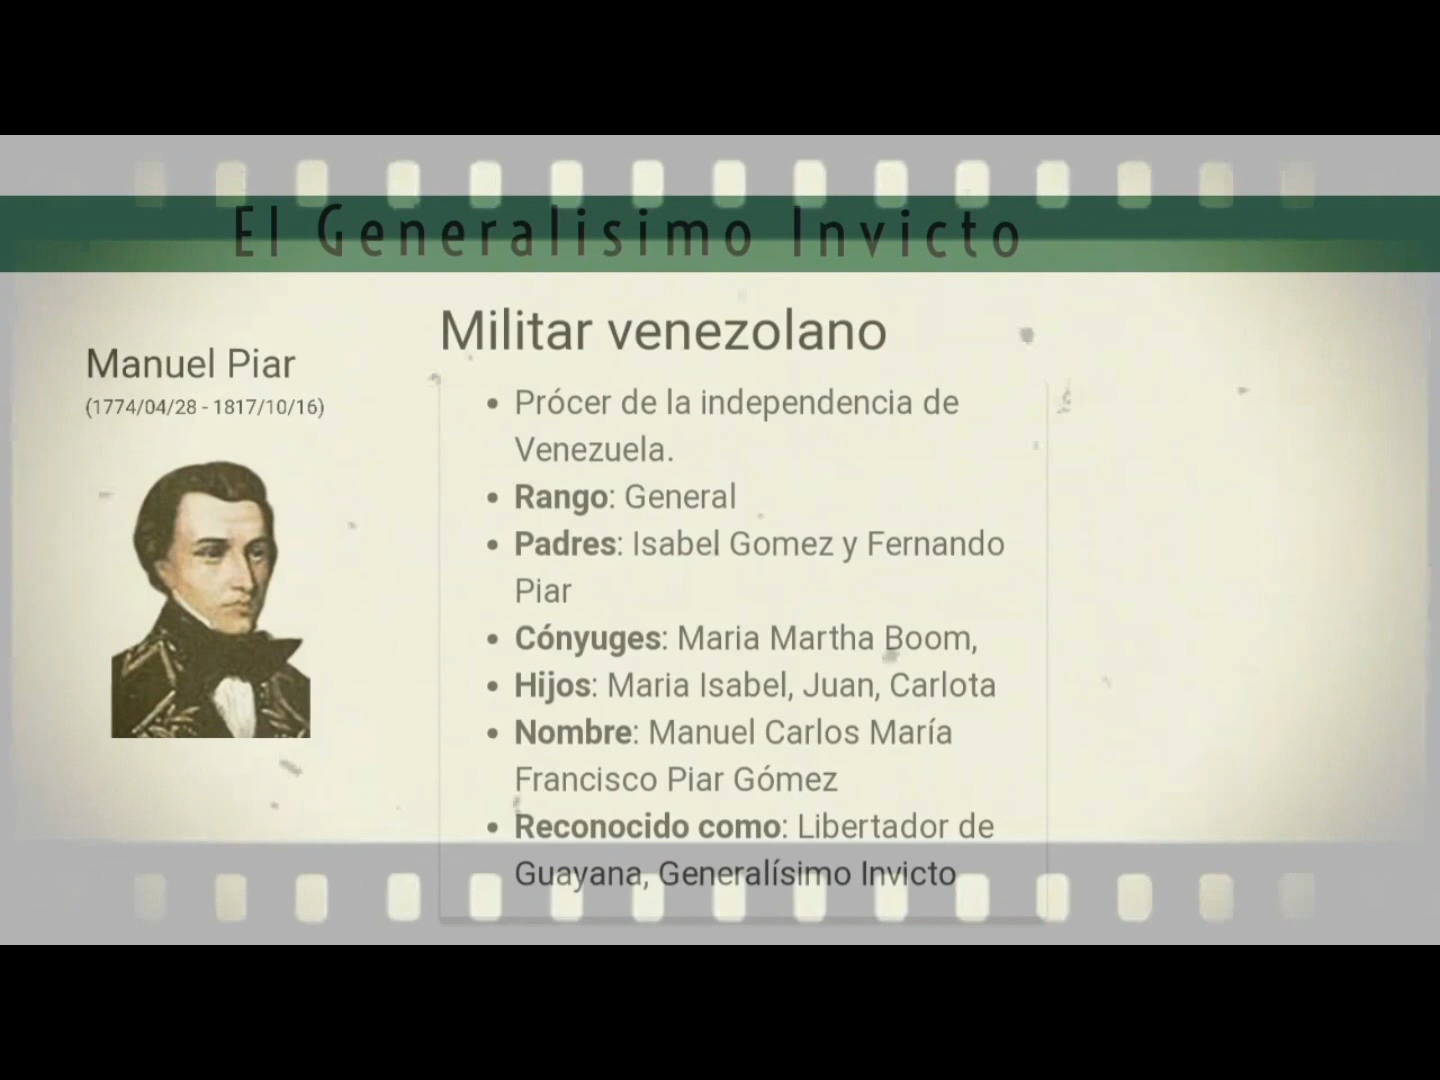 El Generalisimo Invicto
Manuel Piar
(1774/04/28 - 1817/10/16)
Militar venezolano
• Prócer de la independencia de
Venezuela.
• Rango: General
• Padres: Isabel Gomez y Fernando
Piar
• Cónyuges: Maria Martha Boom,
• Hijos: Maria Isabel, Juan, Carlota
• Nombre: Manuel Carlos María
Francisco Piar Gómez
• Reconocido como: Libertador de
Guayana, Generalísimo Invicto